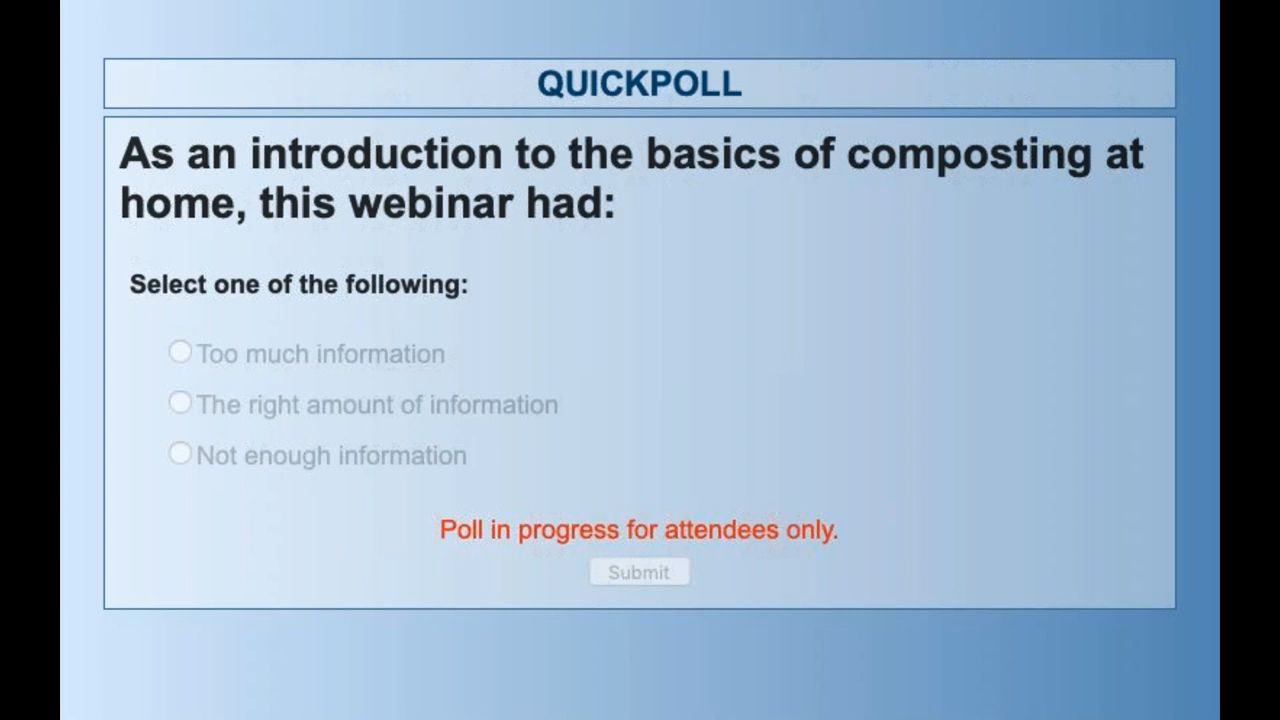 QUICKPOLL
As an introduction to the basics of composting at
home, this webinar had:
Select one of the following:
Too much information
The right amount of information
Not enough information
Poll in progress for attendees only.
Submit